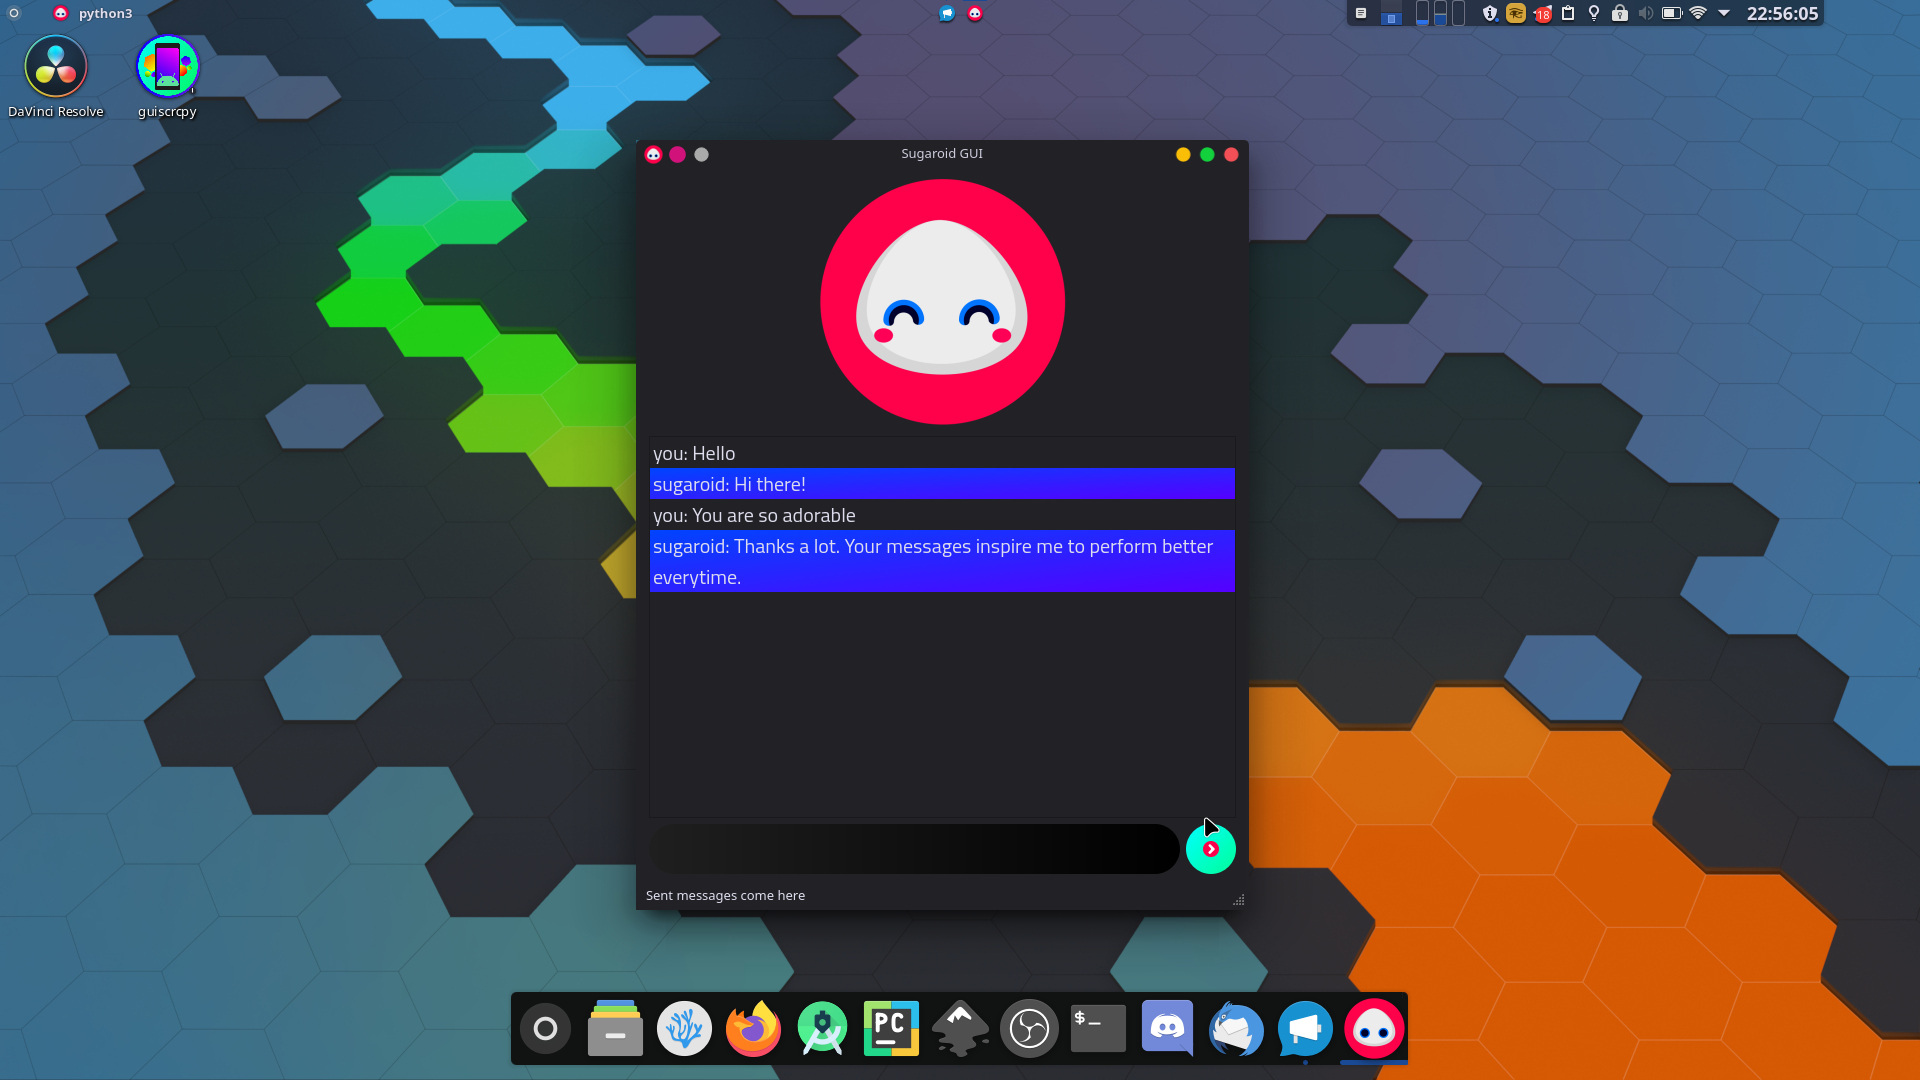 python3
18
22:56:05
DaVinci Resolve
guiscrcpy
Sugaroid GUI
you: Hello
sugaroid: Hi there!
you: You are so adorable
sugaroid: Thanks a lot. Your messages inspire me to perform better
everytime.
Sent messages come here
PC
$_